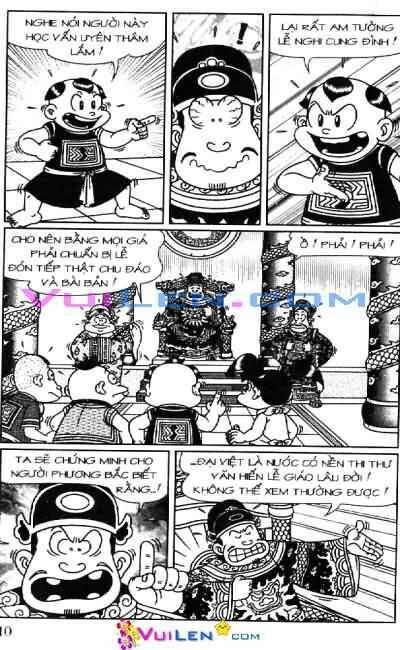 NGHE NÓI NGƯỜI NÀY
HỌC VẤN UYÊN THÂM
LẮM!
!
LẠI RẤT AM TƯỜNG
LỄ NGHI CUNG ĐÌNH!
CHO NÊN BẰNG MỌI GIÁ
PHẢI CHUẨN BỊ LỄ
ĐÓN TIẾP THẬT CHU ĐÁO
VÀ BÀI BẢN!
Ồ! PHẢI! PHẢI!
VuiLen.com
TA SẼ CHỨNG MINH CHO
NGƯỜI PHƯƠNG BẮC BIẾT
RẰNG...!
...ĐẠI VIỆT LÀ NƯỚC CÓ NỀN THI THƯ
VĂN HIẾN LỄ GIÁO LÂU ĐỜI!
KHÔNG THỂ XEM THƯỜNG ĐƯỢC!
10
VuiLen.com